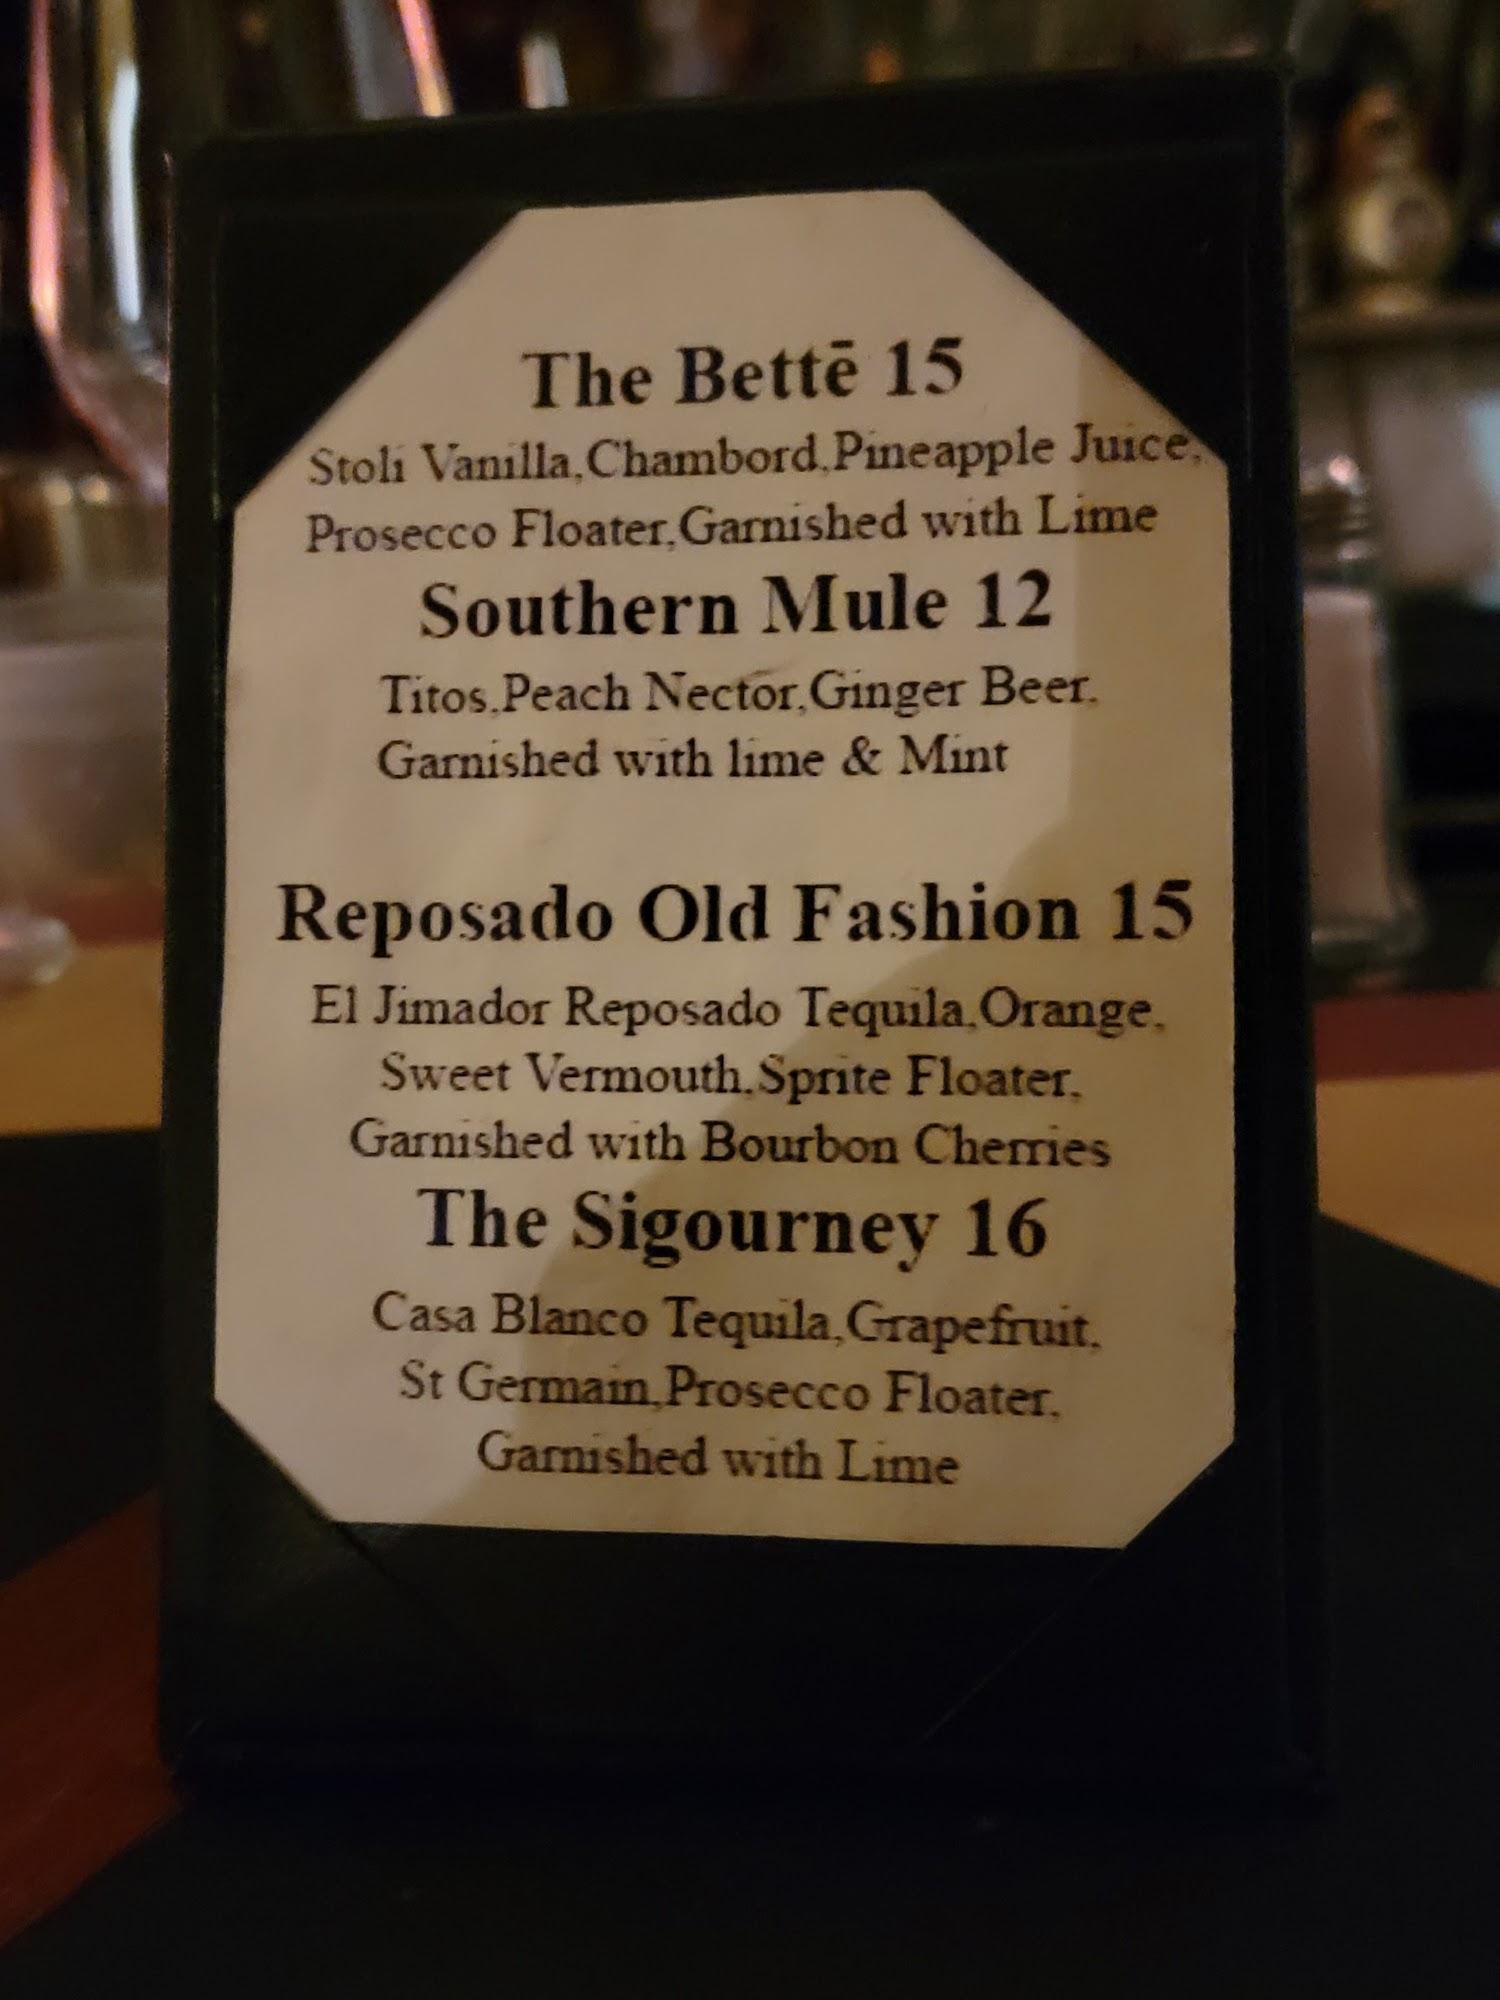 The Bettē 15
Stoli Vanilla,Chambord,Pineapple Juice,
Prosecco Floater,Garnished with Lime
Southern Mule 12
Titos,Peach Nector,Ginger Beer,
Garnished with lime & Mint
Reposado Old Fashion 15
El Jimador Reposado Tequila,Orange,
Sweet Vermouth,Sprite Floater,
Garnished with Bourbon Cherries
The Sigourney 16
Casa Blanco Tequila,Grapefruit,
St Germain,Prosecco Floater,
Garnished with Lime